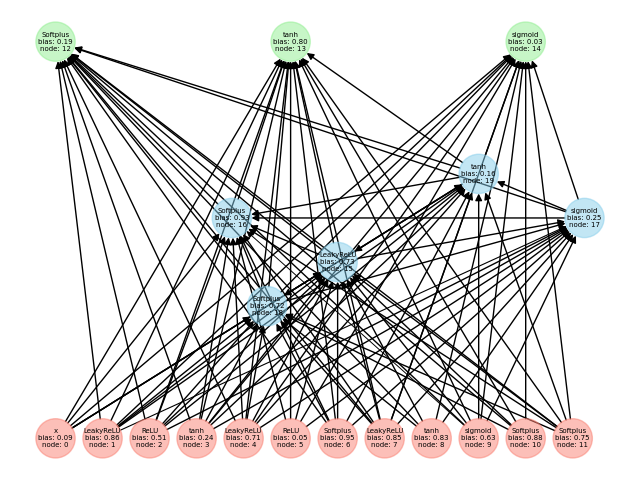 Softplus
bias: 0.19
node: 12
tanh
bias: 0.80
node: 13
sigmoid
bias: 0.03
node: 14
tanh
bias: 0.16
node: 19
Softplus
bias: 0.93
node: 16
sigmoid
bias: 0.25
node: 17
LeakyReLU
bias: 0.73
node: 15
Softplus
bias: 0.72
node: 18
x
bias: 0.09
node: 0
LeakyReLU
bias: 0.86
node: 1
ReLU
bias: 0.51
node: 2
tanh
bias: 0.24
node: 3
LeakyReLU
bias: 0.71
node: 4
ReLU
bias: 0.05
node: 5
Softplus
bias: 0.95
node: 6
LeakyReLU
bias: 0.85
node: 7
tanh
bias: 0.83
node: 8
sigmoid
bias: 0.63
node: 9
Softplus
bias: 0.88
node: 10
Softplus
bias: 0.75
node: 11